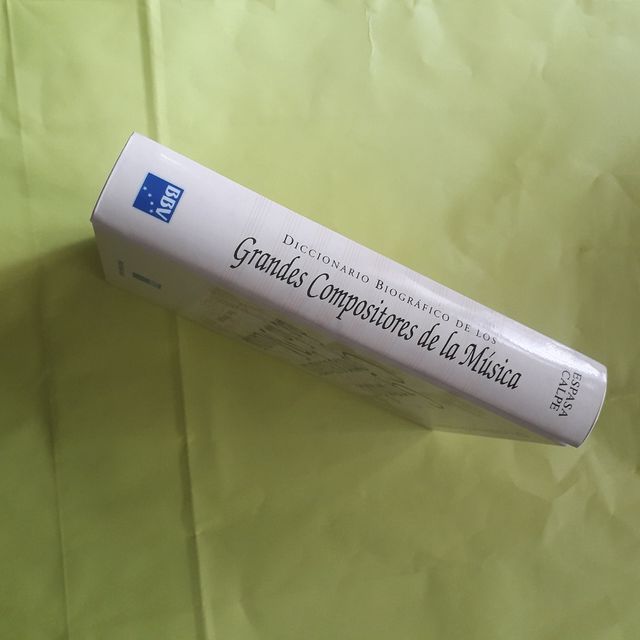 BBV
DICCIONARIO BIOGRÁFICO DE LOS
Grandes Compositores de la Música
ESPASA
CALPE